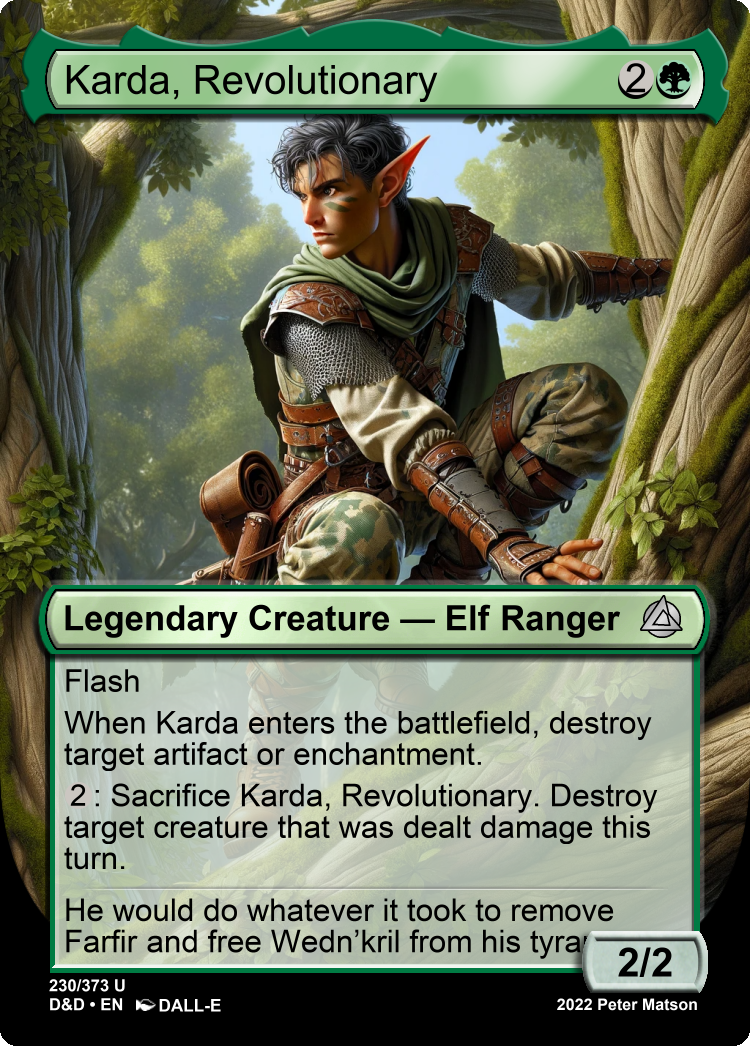 Karda, Revolutionary 2
Legendary Creature — Elf Ranger
Flash
When Karda enters the battlefield, destroy
target artifact or enchantment.
2 : Sacrifice Karda, Revolutionary. Destroy
target creature that was dealt damage this
turn.
He would do whatever it took to remove
Farfir and free Wedn'kril from his
2/2
230/373 U
D&D • EN DALL-E
2022 Peter Matson